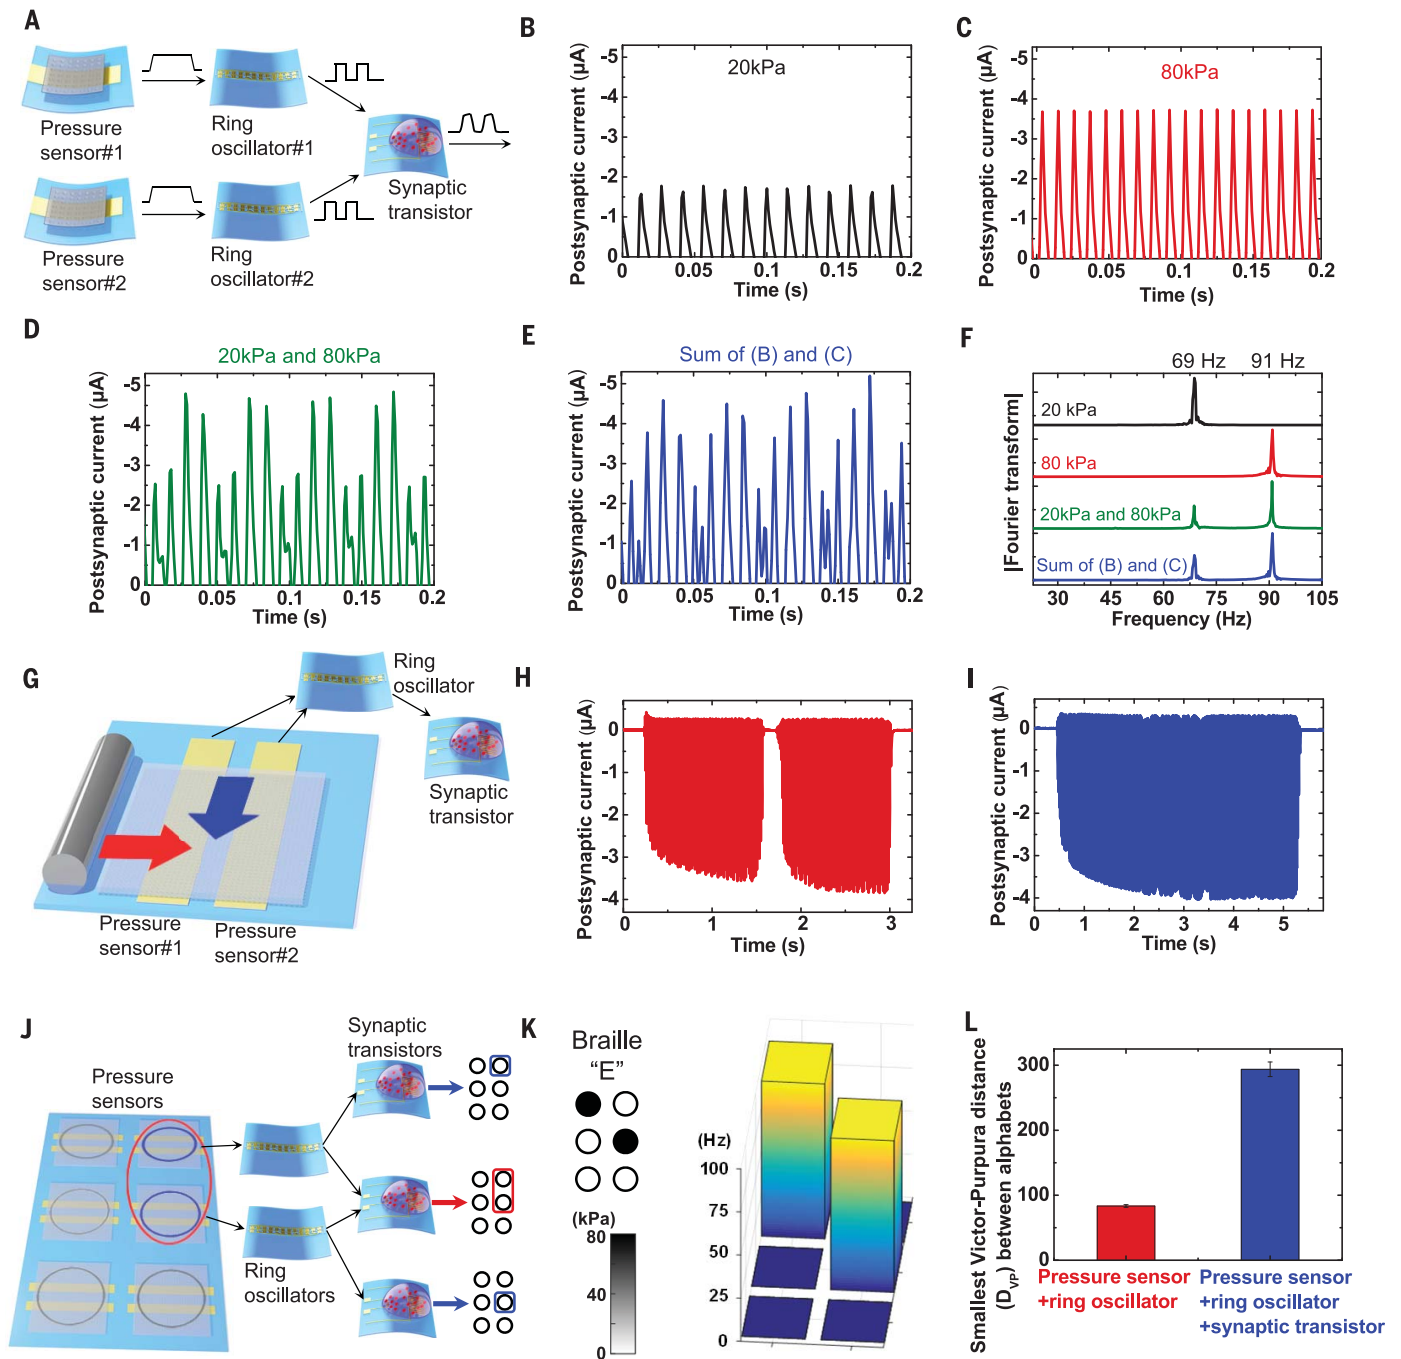 A
Pressure
sensor#1
Ring
oscillator#1
Synaptic
transistor
Pressure
sensor#2
Ring
oscillator#2
B
Postsynaptic current (µA)
-5
-4
-3
-2
-1
0
20kPa
0
0.05
0.1
0.15
0.2
Time (s)
C
Postsynaptic current (µA)
-5
-4
-3
-2
-1
0
80kPa
0
0.05
0.1
0.15
0.2
Time (s)
D
20kPa and 80kPa
Postsynaptic current (µA)
-5
-4
-3
-2
-1
0
0
0.05
0.1
0.15
0.2
Time (s)
E
Sum of (B) and (C)
Postsynaptic current (µA)
-5
-4
-3
-2
-1
0
0
0.05
0.1
0.15
0.2
Time (s)
F
69 Hz
91 Hz
|Fourier transform|
20 kPa
80 kPa
20kPa and 80kPa
Sum of (B) and (C)
30
45
60
75
90
105
Frequency (Hz)
G
Ring
oscillator
Synaptic
transistor
Pressure
sensor#1
Pressure
sensor#2
H
Postsynaptic current (µA)
0
-1
-2
-3
-4
0
1
2
3
Time (s)
I
Postsynaptic current (µA)
0
-1
-2
-3
-4
0
1
2
3
4
5
Time (s)
J
Pressure
sensors
Synaptic
transistors
Ring
oscillators
K
Braille
“E”
(kPa)
80
40
0
(Hz)
100
75
50
25
0
L
Smallest Victor-Purpura distance
(DVP) between alphabets
300
200
100
0
Pressure sensor
+ring oscillator
Pressure sensor
+ring oscillator
+synaptic transistor